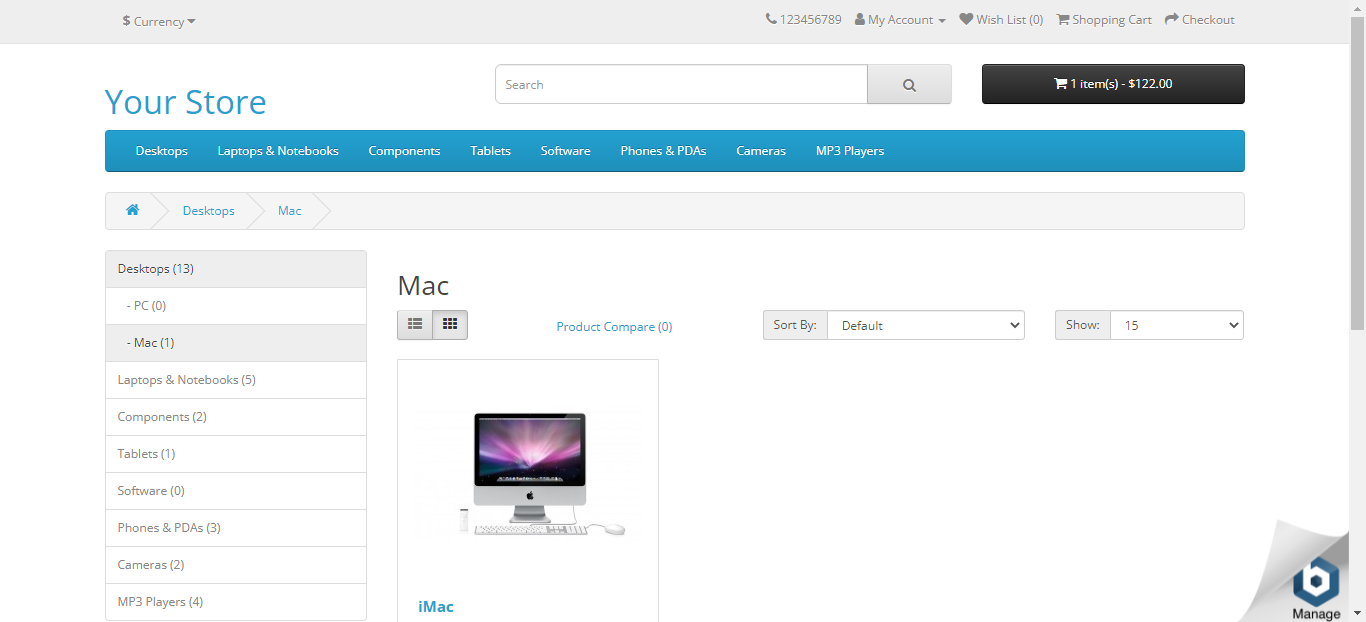 $ Currency
123456789 My Account Wish List (0) Shopping Cart Checkout
Your Store
Search
1 item(s) - $122.00
Desktops Laptops & Notebooks Components Tablets Software Phones & PDAs Cameras MP3 Players
Desktops Mac
Desktops (13)
- PC (0)
- Mac (1)
Laptops & Notebooks (5)
Components (2)
Tablets (1)
Software (0)
Phones & PDAs (3)
Cameras (2)
MP3 Players (4)
Mac
Product Compare (0) Sort By: Default Show: 15
iMac
Manage